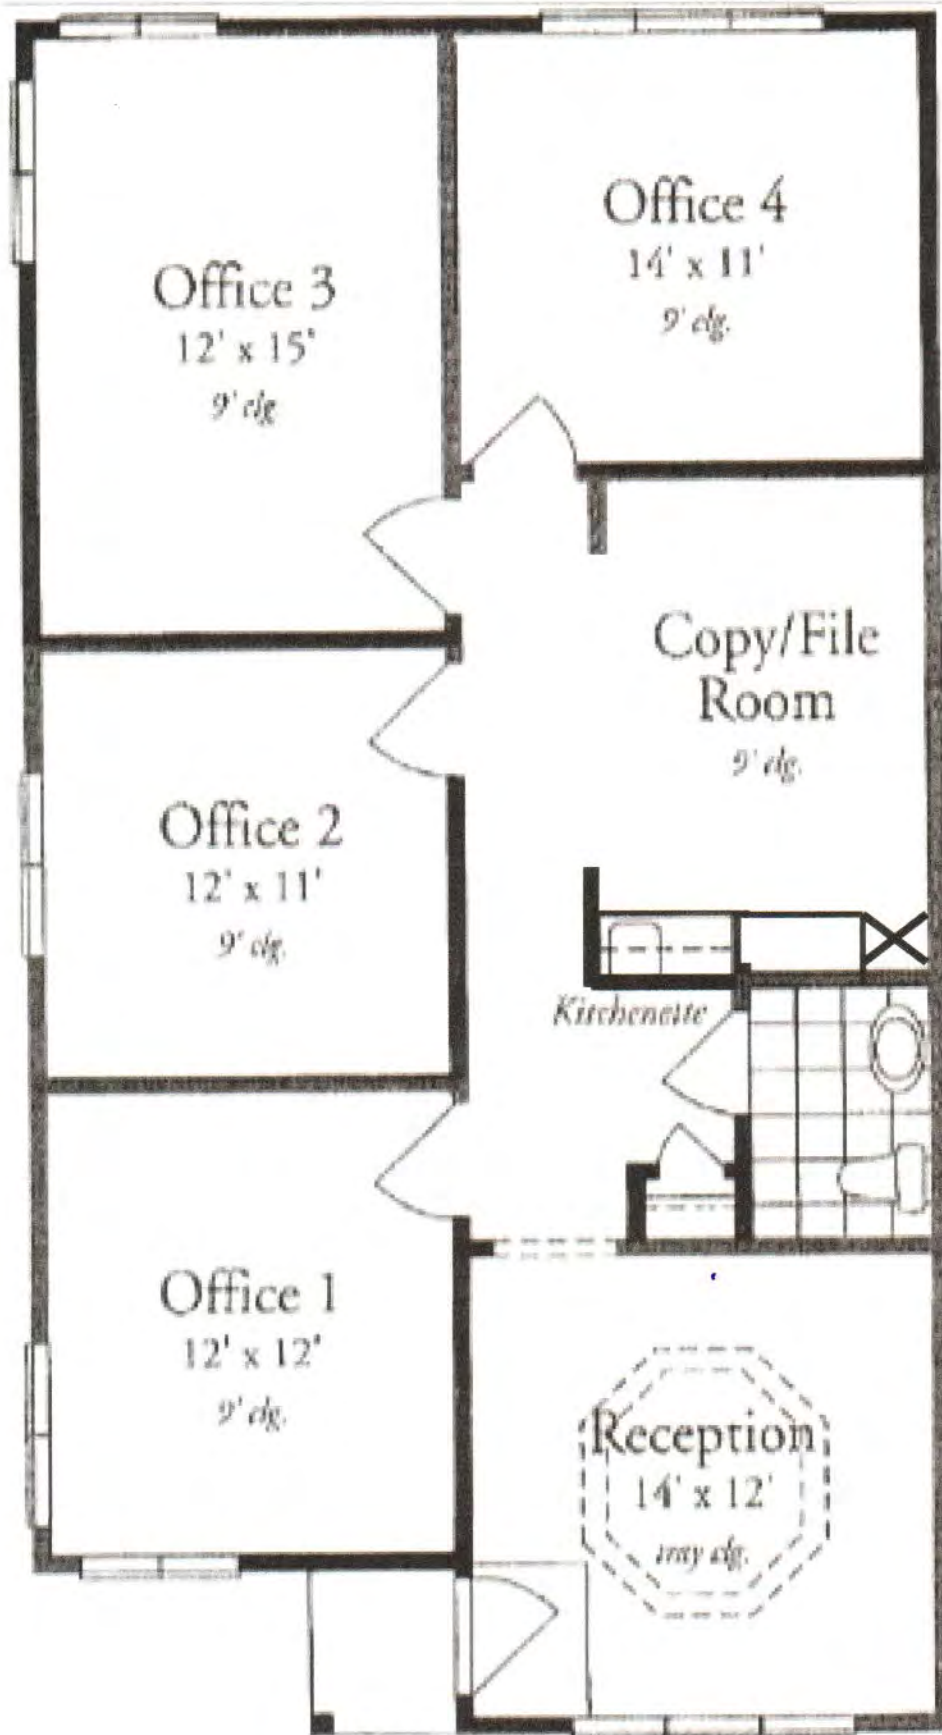 Office 4
14' x 11'
9' clg.
Office 3
12' x 15'
9' clg
Copy/File
Room
9' clg.
Office 2
12' x 11'
9' clg.
Kitchenette
Office 1
12' x 12'
9' clg.
Reception
14' x 12'
tray clg.